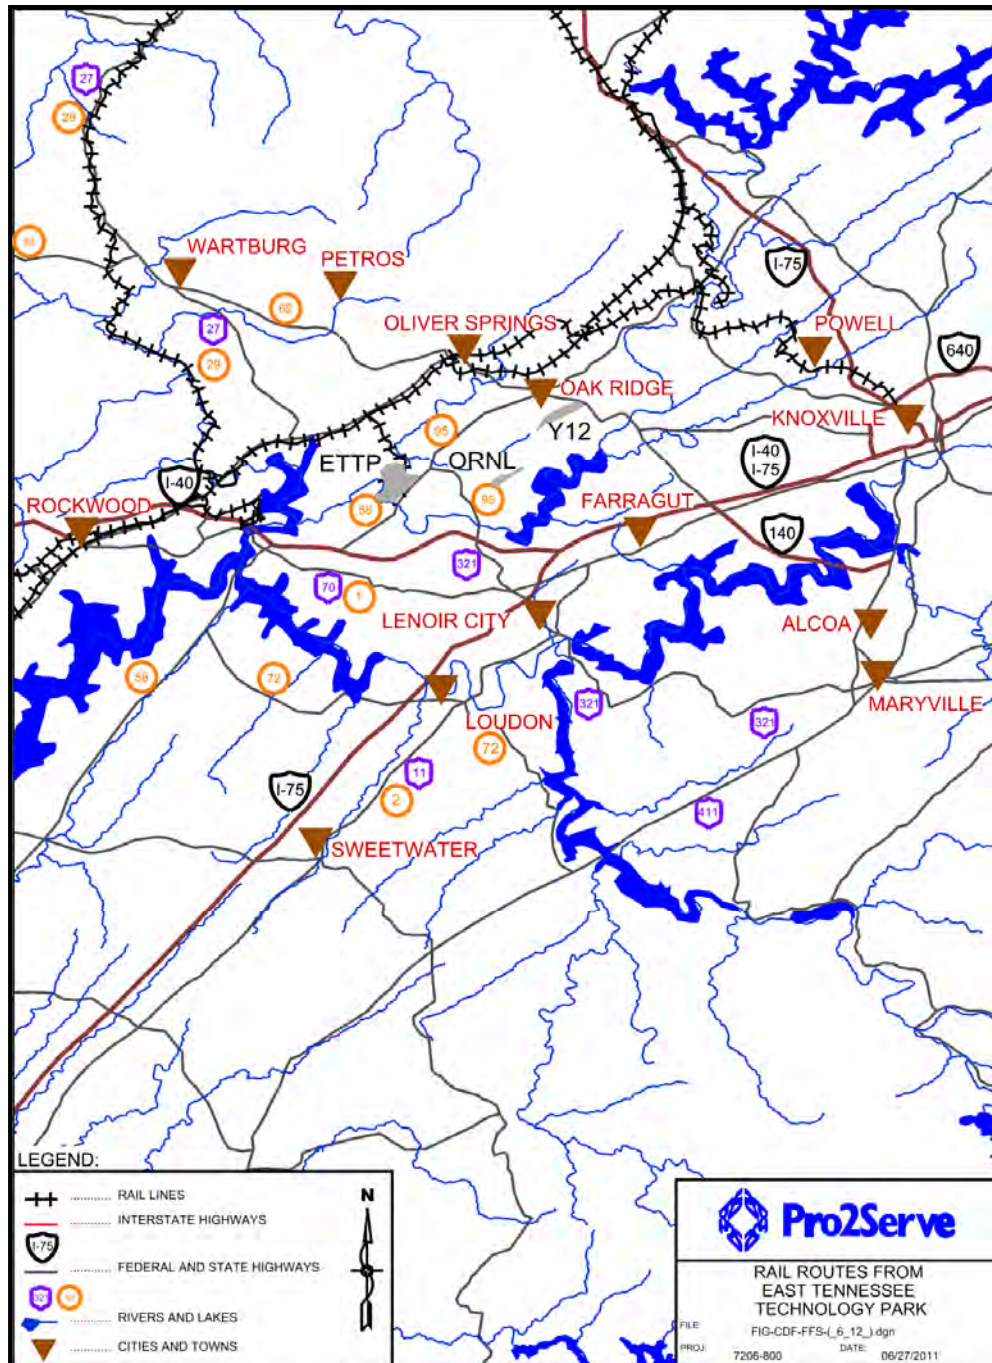 27
29
WARTBURG
PETROS
I-75
62
27
OLIVER SPRINGS
POWELL
29
640
OAK RIDGE
KNOXVILLE
95
Y12
ETTP
ORNL
I-40
I-40
I-75
ROCKWOOD
95
58
FARRAGUT
140
321
70
1
LENOIR CITY
ALCOA
58
72
321
MARYVILLE
LOUDON
321
72
11
I-75
2
411
SWEETWATER
LEGEND:
RAIL LINES
N
INTERSTATE HIGHWAYS
I-75
FEDERAL AND STATE HIGHWAYS
321
RIVERS AND LAKES
CITIES AND TOWNS
Pro2Serve
RAIL ROUTES FROM
EAST TENNESSEE
TECHNOLOGY PARK
FILE: FIG-CDF-FFS-(_6_12_).dgn
PROJ: 7206-800 DATE: 06/27/2011